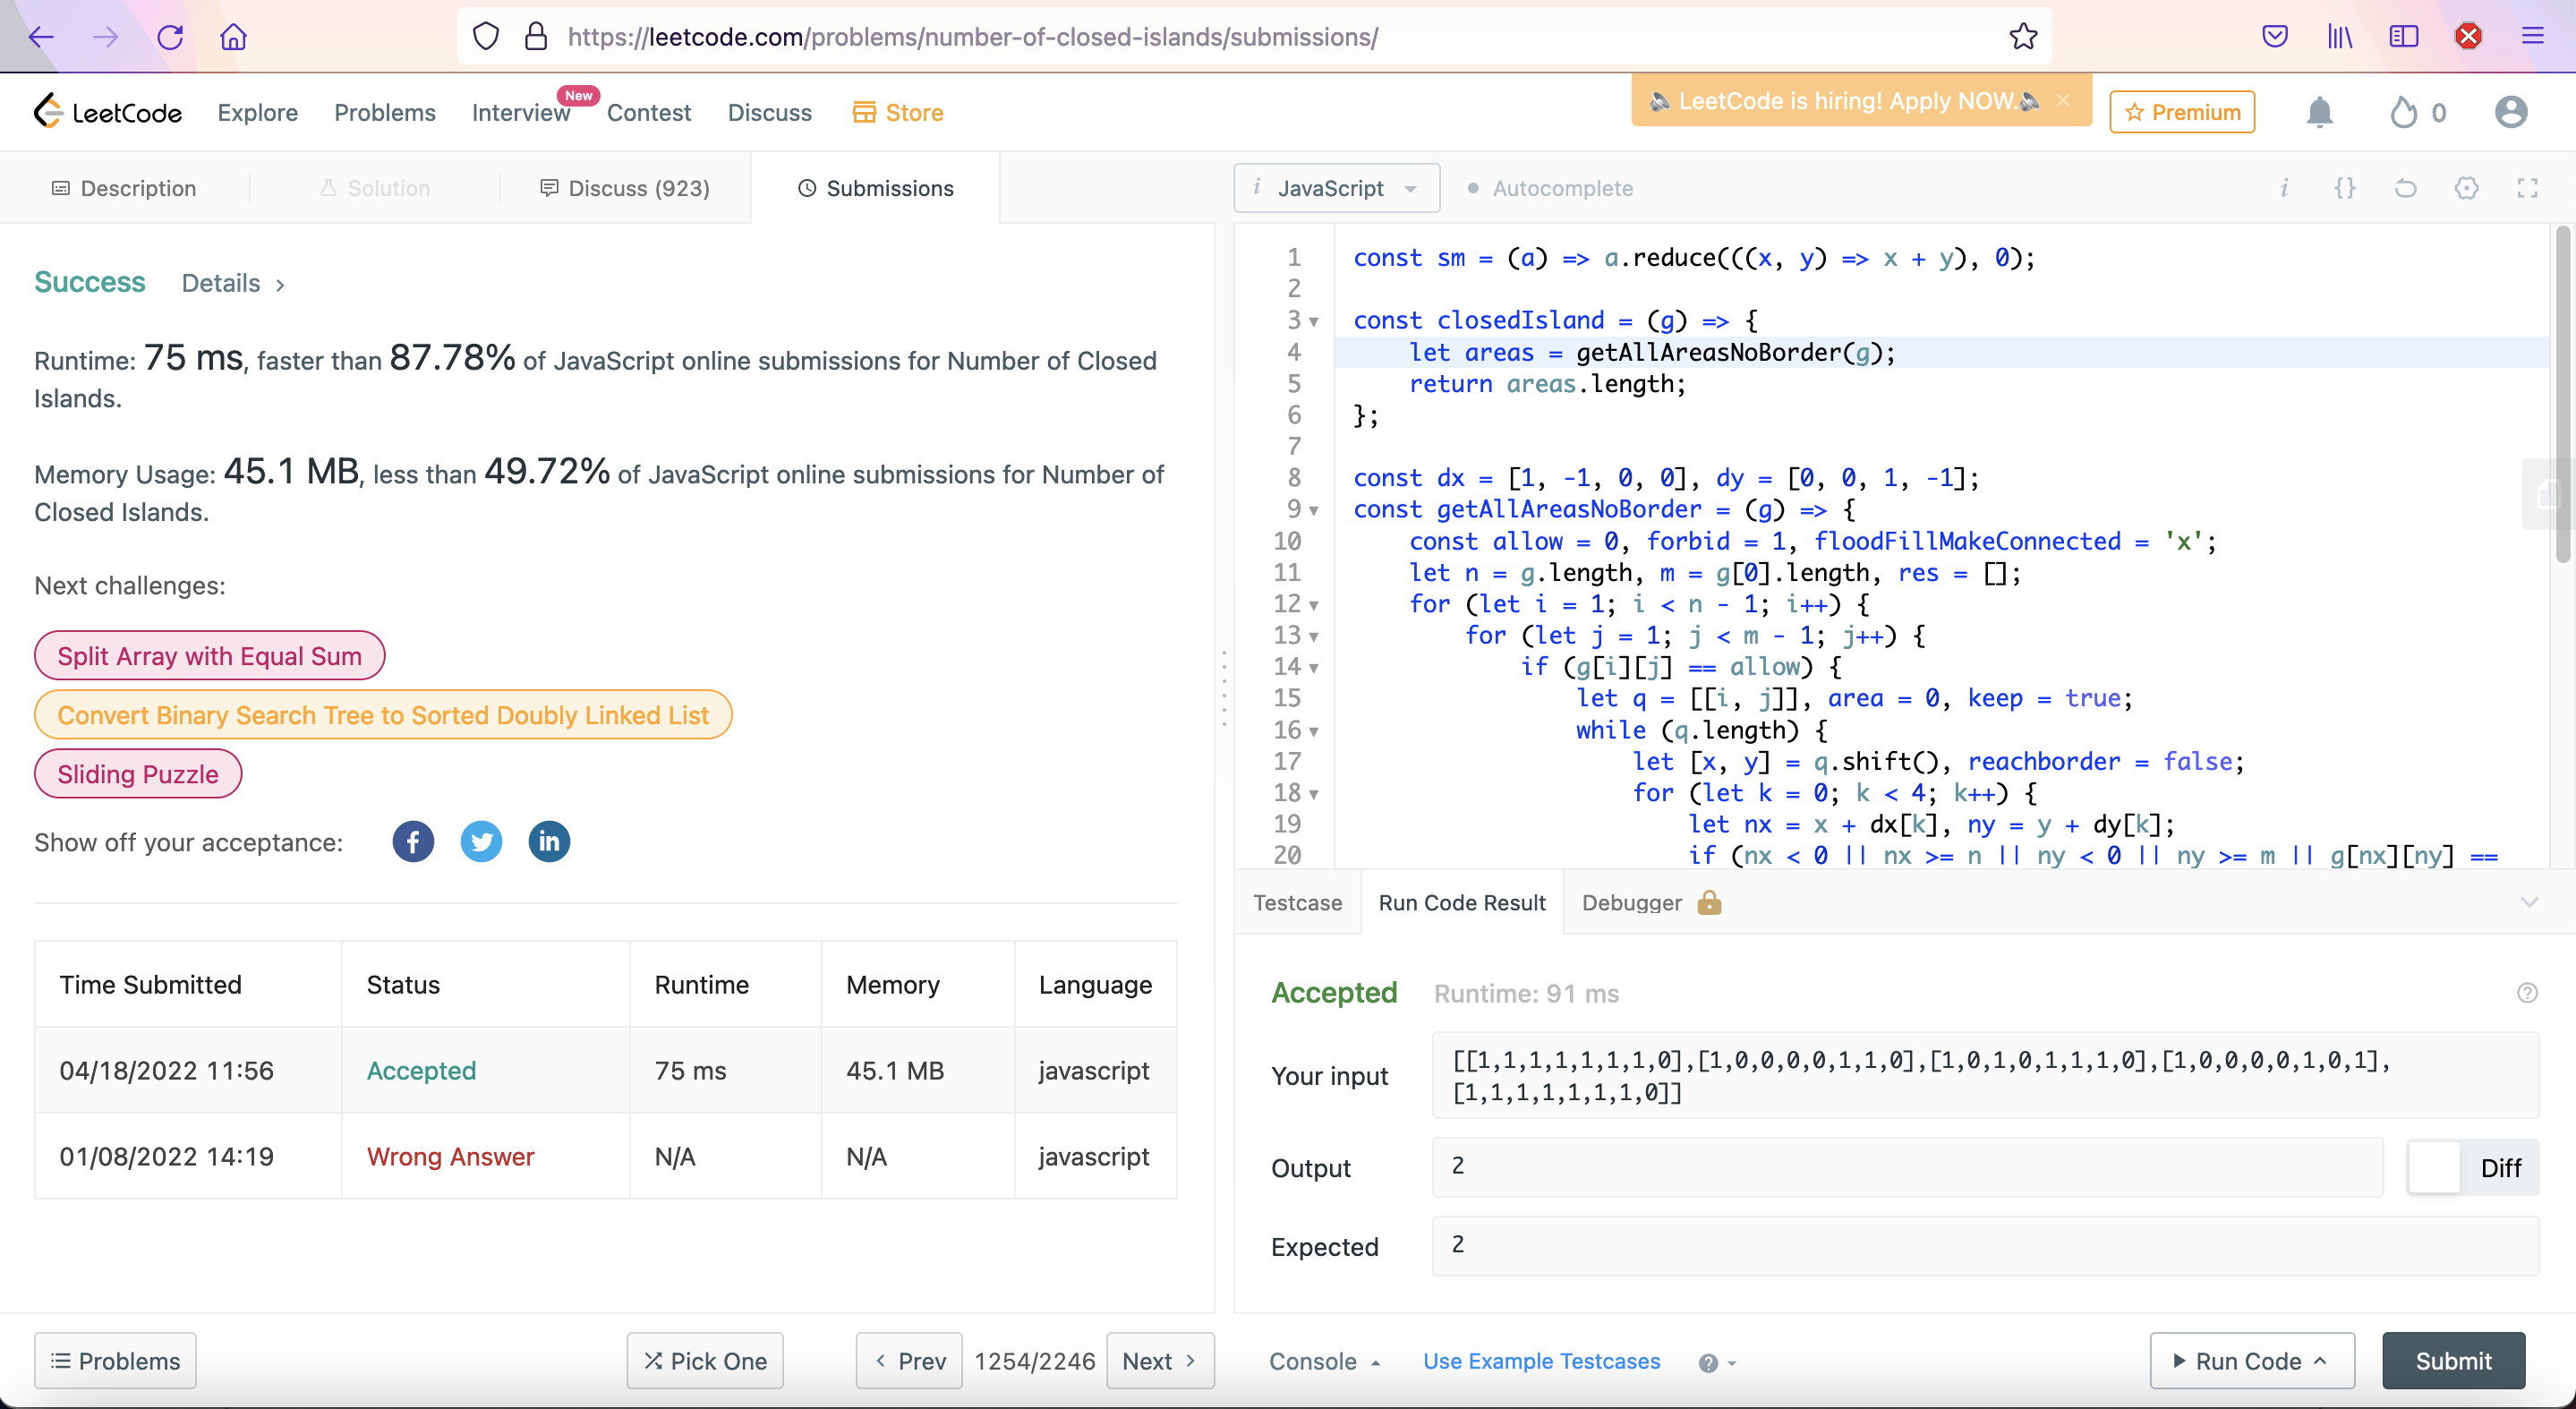 https://leetcode.com/problems/number-of-closed-islands/submissions/
LeetCode Explore Problems Interview New Contest Discuss Store LeetCode is hiring! Apply NOW. Premium 0
Description Solution Discuss (923) Submissions
i JavaScript Autocomplete i {}
Success Details
Runtime: 75 ms, faster than 87.78% of JavaScript online submissions for Number of Closed
Islands.
Memory Usage: 45.1 MB, less than 49.72% of JavaScript online submissions for Number of
Closed Islands.
Next challenges:
Split Array with Equal Sum
Convert Binary Search Tree to Sorted Doubly Linked List
Sliding Puzzle
Show off your acceptance: f in
Time Submitted Status Runtime Memory Language
04/18/2022 11:56 Accepted 75 ms 45.1 MB javascript
01/08/2022 14:19 Wrong Answer N/A N/A javascript
1 const sm = (a) => a.reduce(((x, y) => x + y), 0);
2
3 const closedIsland = (g) => {
4 let areas = getAllAreasNoBorder(g);
5 return areas.length;
6 };
7
8 const dx = [1, -1, 0, 0], dy = [0, 0, 1, -1];
9 const getAllAreasNoBorder = (g) => {
10 const allow = 0, forbid = 1, floodFillMakeConnected = 'x';
11 let n = g.length, m = g[0].length, res = [];
12 for (let i = 1; i < n - 1; i++) {
13 for (let j = 1; j < m - 1; j++) {
14 if (g[i][j] == allow) {
15 let q = [[i, j]], area = 0, keep = true;
16 while (q.length) {
17 let [x, y] = q.shift(), reachborder = false;
18 for (let k = 0; k < 4; k++) {
19 let nx = x + dx[k], ny = y + dy[k];
20 if (nx < 0 || nx >= n || ny < 0 || ny >= m || g[nx][ny] ==
Testcase Run Code Result Debugger
Accepted Runtime: 91 ms
Your input [[1,1,1,1,1,1,1,0],[1,0,0,0,0,1,1,0],[1,0,1,0,1,1,1,0],[1,0,0,0,0,1,0,1],
[1,1,1,1,1,1,1,0]]
Output 2 Diff
Expected 2
Problems Pick One Prev 1254/2246 Next Console Use Example Testcases Run Code Submit